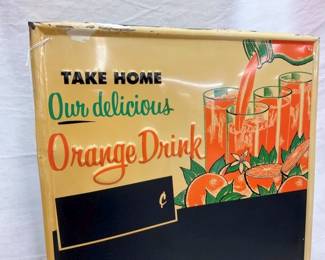 TAKE HOME
Our delicious
Orange Drink
¢